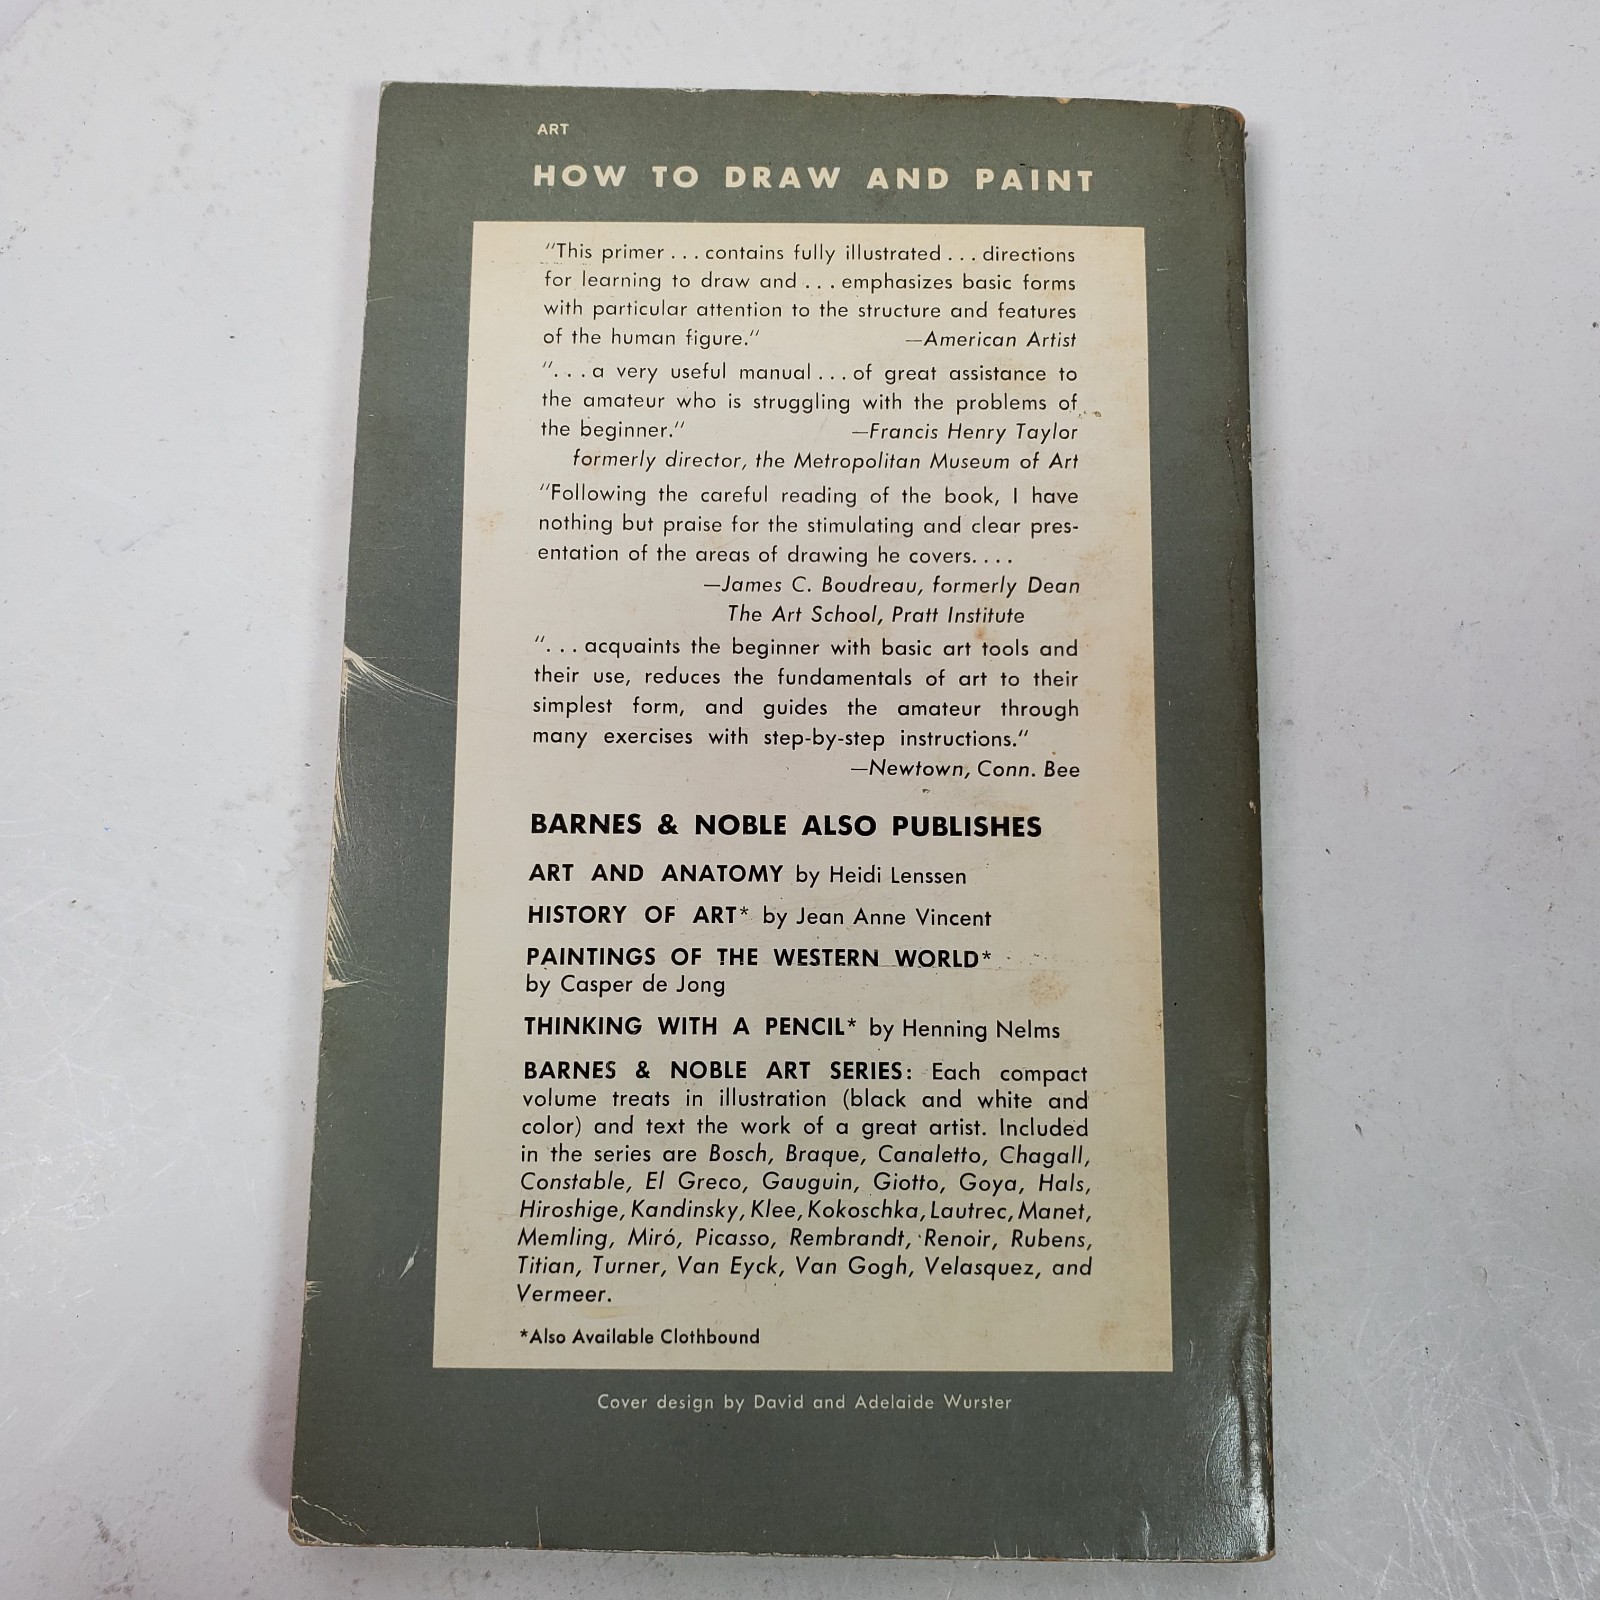 ART
HOW TO DRAW AND PAINT
"This primer . . . contains fully illustrated . . . directions
for learning to draw and . . . emphasizes basic forms
with particular attention to the structure and features
of the human figure." —American Artist
". . . a very useful manual . . . of great assistance to
the amateur who is struggling with the problems of
the beginner." —Francis Henry Taylor
formerly director, the Metropolitan Museum of Art
"Following the careful reading of the book, I have
nothing but praise for the stimulating and clear pres-
entation of the areas of drawing he covers. . . .
—James C. Boudreau, formerly Dean
The Art School, Pratt Institute
". . . acquaints the beginner with basic art tools and
their use, reduces the fundamentals of art to their
simplest form, and guides the amateur through
many exercises with step-by-step instructions."
—Newtown, Conn. Bee
BARNES & NOBLE ALSO PUBLISHES
ART AND ANATOMY by Heidi Lenssen
HISTORY OF ART* by Jean Anne Vincent
PAINTINGS OF THE WESTERN WORLD*
by Casper de Jong
THINKING WITH A PENCIL* by Henning Nelms
BARNES & NOBLE ART SERIES: Each compact
volume treats in illustration (black and white and
color) and text the work of a great artist. Included
in the series are Bosch, Braque, Canaletto, Chagall,
Constable, El Greco, Gauguin, Giotto, Goya, Hals,
Hiroshige, Kandinsky, Klee, Kokoschka, Lautrec, Manet,
Memling, Miró, Picasso, Rembrandt, Renoir, Rubens,
Titian, Turner, Van Eyck, Van Gogh, Velasquez, and
Vermeer.
*Also Available Clothbound
Cover design by David and Adelaide Wurster